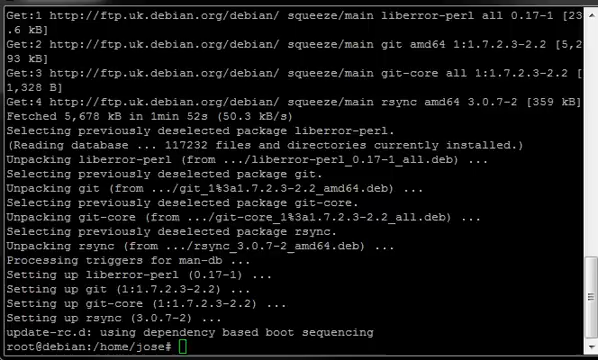 Get:1 http://ftp.uk.debian.org/debian/ squeeze/main liberror-perl all 0.17-1 [23
.6 kB]
Get:2 http://ftp.uk.debian.org/debian/ squeeze/main git amd64 1:1.7.2.3-2.2 [5,2
93 kB]
Get:3 http://ftp.uk.debian.org/debian/ squeeze/main git-core all 1:1.7.2.3-2.2 [
1,328 B]
Get:4 http://ftp.uk.debian.org/debian/ squeeze/main rsync amd64 3.0.7-2 [359 kB]
Fetched 5,678 kB in 1min 52s (50.3 kB/s)
Selecting previously deselected package liberror-perl.
(Reading database ... 117232 files and directories currently installed.)
Unpacking liberror-perl (from .../liberror-perl_0.17-1_all.deb) ...
Selecting previously deselected package git.
Unpacking git (from .../git_1%3a1.7.2.3-2.2_amd64.deb) ...
Selecting previously deselected package git-core.
Unpacking git-core (from .../git-core_1%3a1.7.2.3-2.2_all.deb) ...
Selecting previously deselected package rsync.
Unpacking rsync (from .../rsync_3.0.7-2_amd64.deb) ...
Processing triggers for man-db ...
Setting up liberror-perl (0.17-1) ...
Setting up git (1:1.7.2.3-2.2) ...
Setting up git-core (1:1.7.2.3-2.2) ...
Setting up rsync (3.0.7-2) ...
update-rc.d: using dependency based boot sequencing
root@debian:/home/jose#